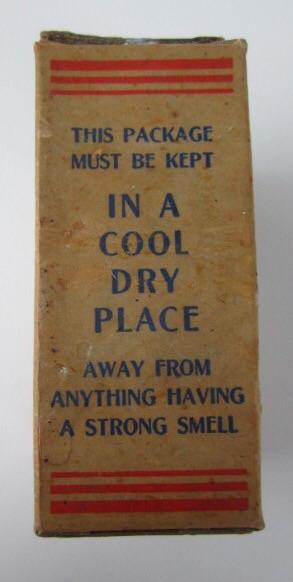 THIS PACKAGE
MUST BE KEPT
IN A
COOL
DRY
PLACE
AWAY FROM
ANYTHING HAVING
A STRONG SMELL